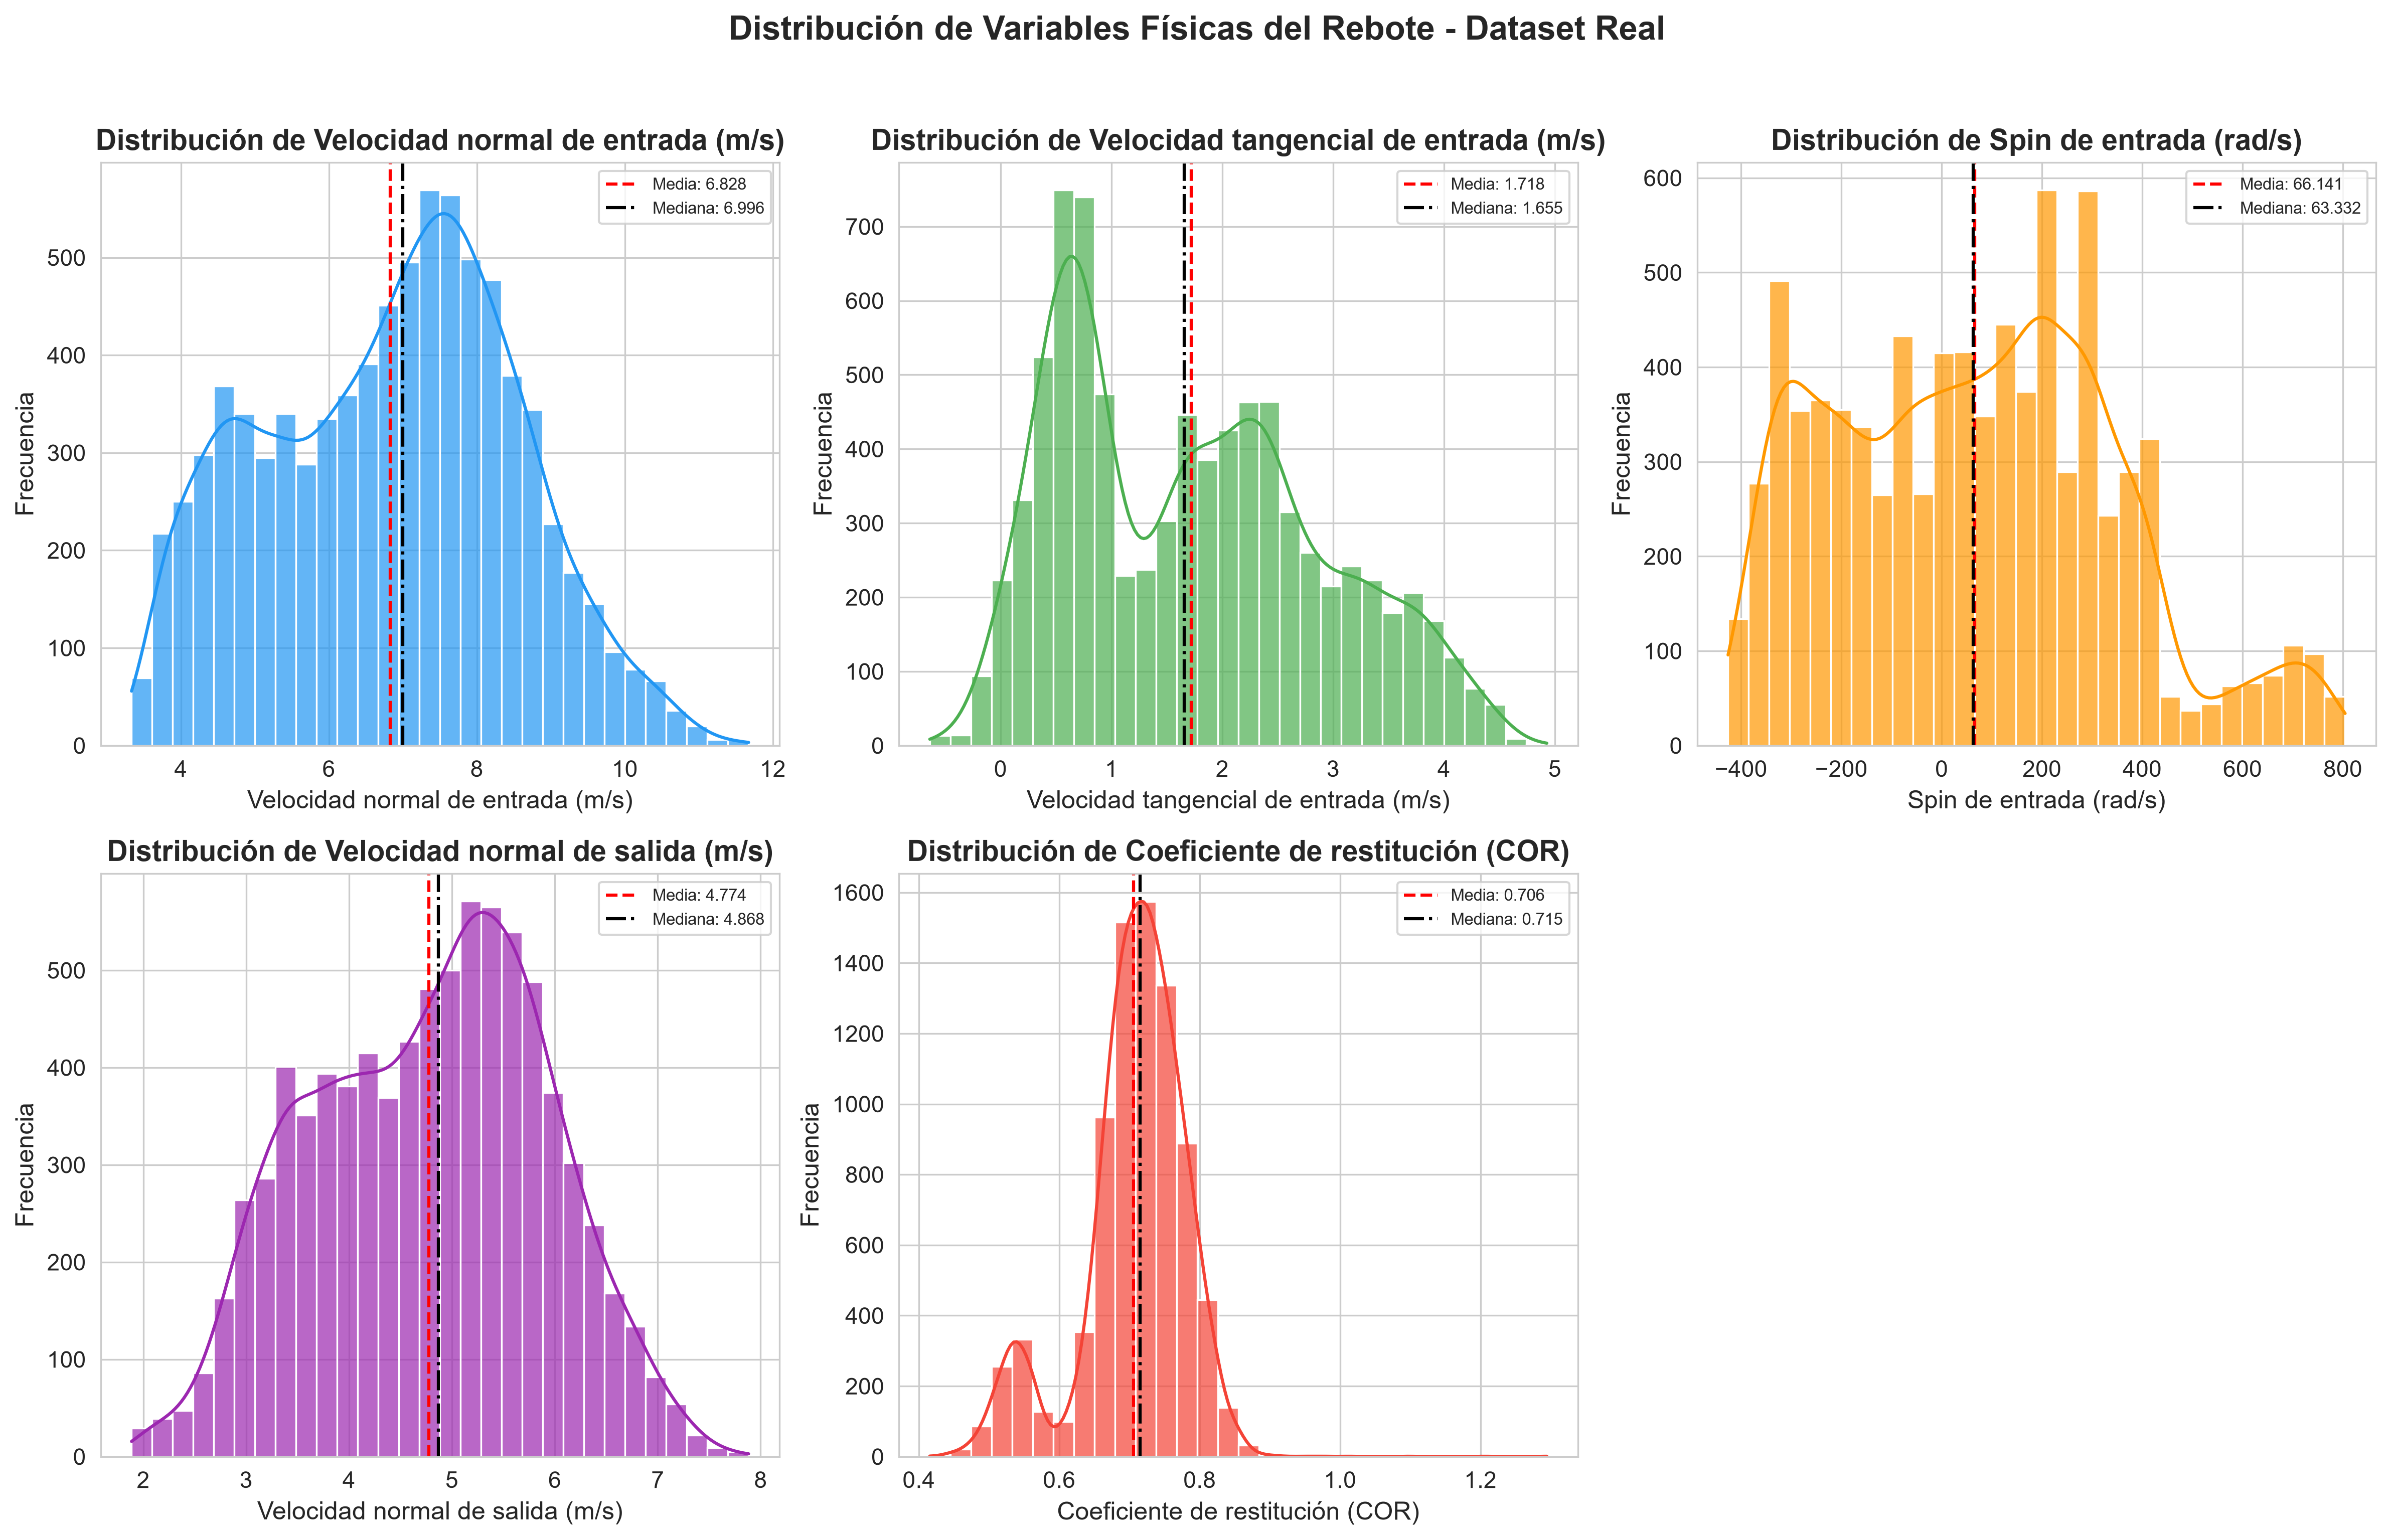 Distribución de Variables Físicas del Rebote - Dataset Real
Distribución de Velocidad normal de entrada (m/s)
Media: 6.828
Mediana: 6.996
Frecuencia
500
400
300
200
100
0
4
6
8
10
12
Velocidad normal de entrada (m/s)
Distribución de Velocidad tangencial de entrada (m/s)
Media: 1.718
Mediana: 1.655
Frecuencia
700
600
500
400
300
200
100
0
0
1
2
3
4
5
Velocidad tangencial de entrada (m/s)
Distribución de Spin de entrada (rad/s)
Media: 66.141
Mediana: 63.332
Frecuencia
600
500
400
300
200
100
0
−400
−200
0
200
400
600
800
Spin de entrada (rad/s)
Distribución de Velocidad normal de salida (m/s)
Media: 4.774
Mediana: 4.868
Frecuencia
500
400
300
200
100
0
2
3
4
5
6
7
8
Velocidad normal de salida (m/s)
Distribución de Coeficiente de restitución (COR)
Media: 0.706
Mediana: 0.715
Frecuencia
1600
1400
1200
1000
800
600
400
200
0
0.4
0.6
0.8
1.0
1.2
Coeficiente de restitución (COR)